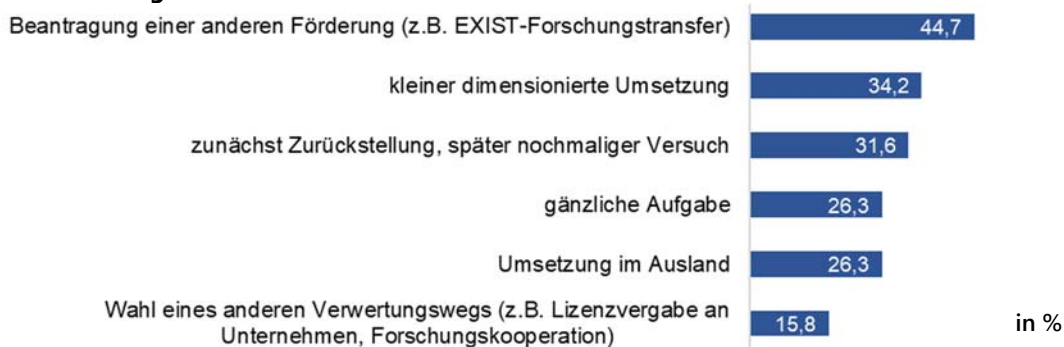 Beantragung einer anderen Förderung (z.B. EXIST-Forschungstransfer) 44,7
kleiner dimensionierte Umsetzung 34,2
zunächst Zurückstellung, später nochmaliger Versuch 31,6
gänzliche Aufgabe 26,3
Umsetzung im Ausland 26,3
Wahl eines anderen Verwertungswegs (z.B. Lizenzvergabe an
Unternehmen, Forschungskooperation) 15,8
in %